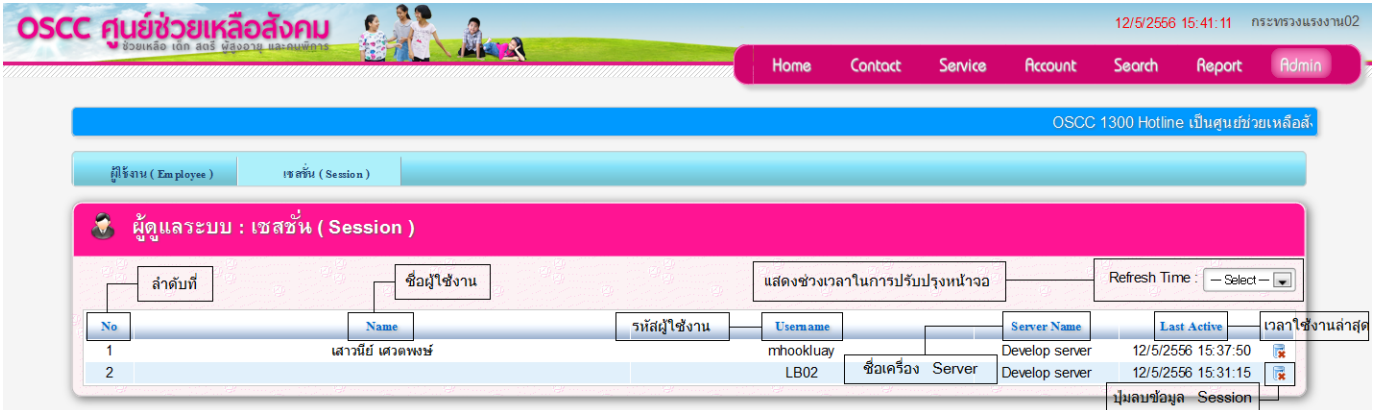 OSCC ศูนย์ช่วยเหลือสังคม
ช่วยเหลือ เด็ก สตรี ผู้สูงอายุ และคนพิการ
12/5/2556 15:41:11 กระทรวงแรงงาน02
Home Contact Service Account Search Report Admin
OSCC 1300 Hotline เป็นศูนย์ช่วยเหลือสั
ผู้ใช้งาน ( Employee ) เซสชั่น ( Session )
ผู้ดูแลระบบ : เซสชั่น ( Session )
ลำดับที่ ชื่อผู้ใช้งาน แสดงช่วงเวลาในการปรับปรุงหน้าจอ Refresh Time : -- Select --
No Name รหัสผู้ใช้งาน Username Server Name Last Active เวลาใช้งานล่าสุด
1 เสาวนีย์ เศวตพงษ์ mhookluay Develop server 12/5/2556 15:37:50
2 LB02 ชื่อเครื่อง Server Develop server 12/5/2556 15:31:15
ปุ่มลบข้อมูล Session